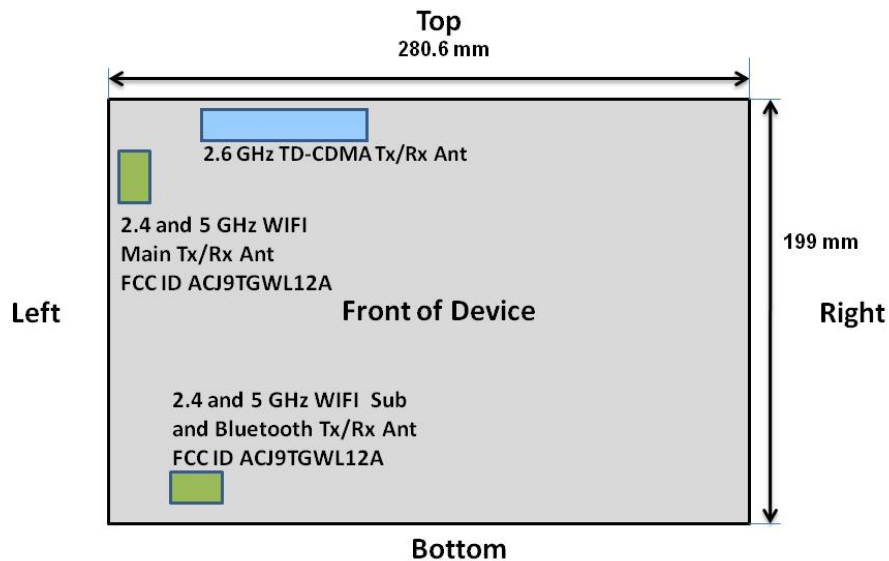 Top
280.6 mm
2.6 GHz TD-CDMA Tx/Rx Ant
2.4 and 5 GHz WIFI
Main Tx/Rx Ant
FCC ID ACJ9TGWL12A
199 mm
Left
Front of Device
Right
2.4 and 5 GHz WIFI Sub
and Bluetooth Tx/Rx Ant
FCC ID ACJ9TGWL12A
Bottom